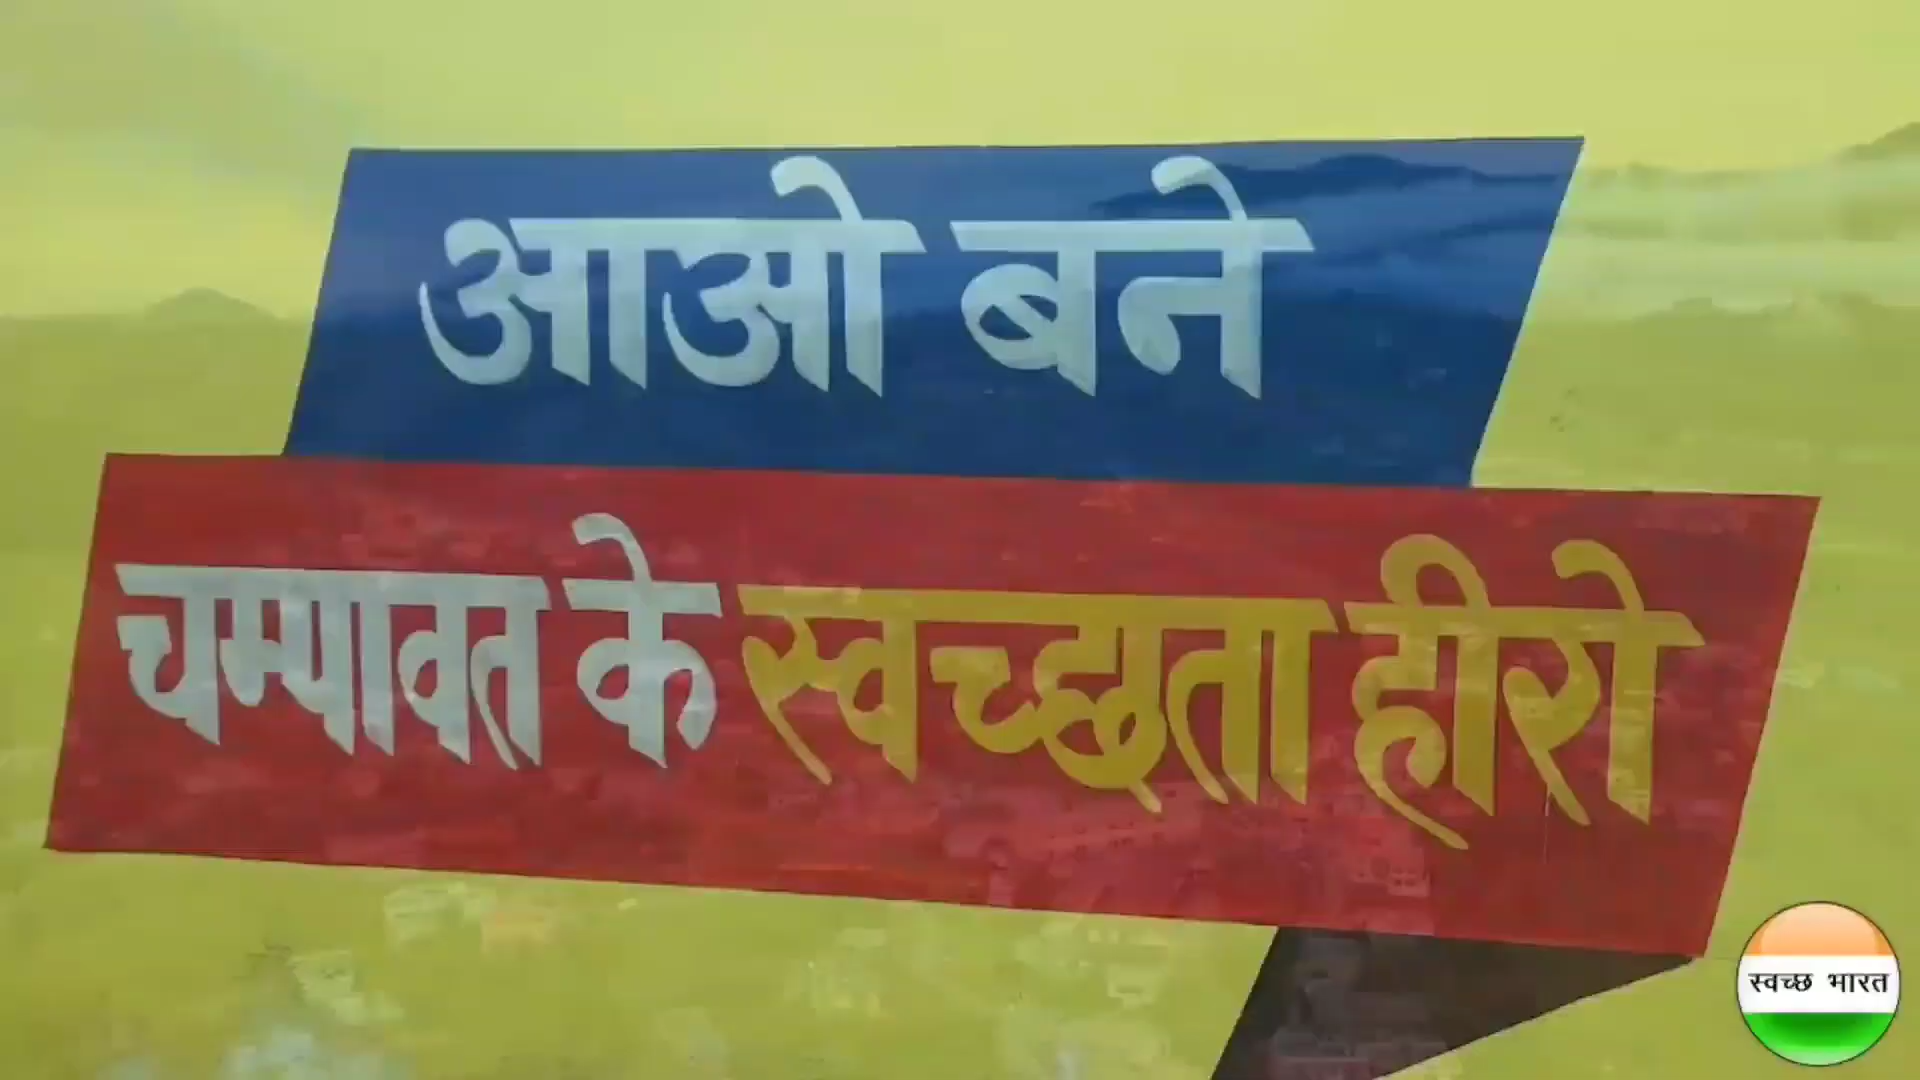 आओ बने
चम्पावत के स्वच्छता हीरो
स्वच्छ भारत